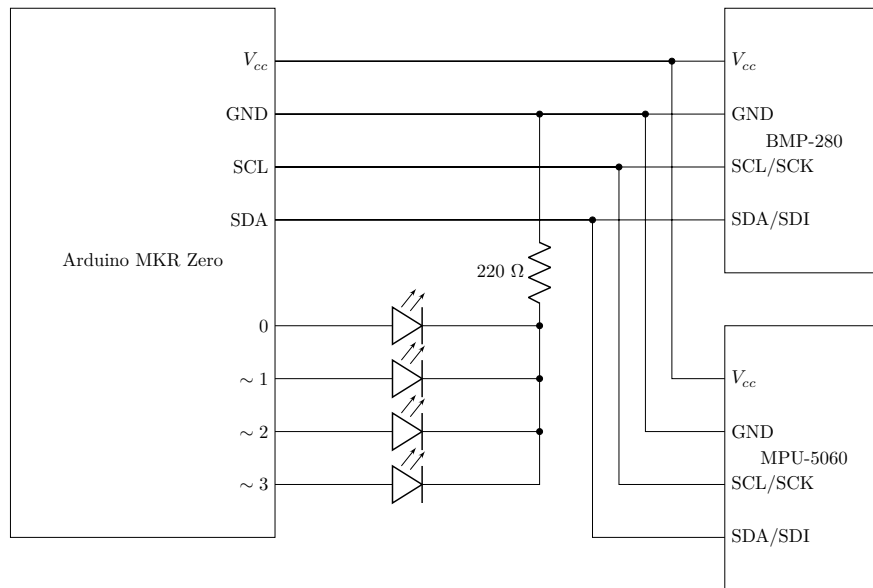 Arduino MKR Zero
Vcc
GND
SCL
SDA
0
∼ 1
∼ 2
∼ 3
220 Ω
Vcc
GND
BMP-280
SCL/SCK
SDA/SDI
Vcc
GND
MPU-5060
SCL/SCK
SDA/SDI